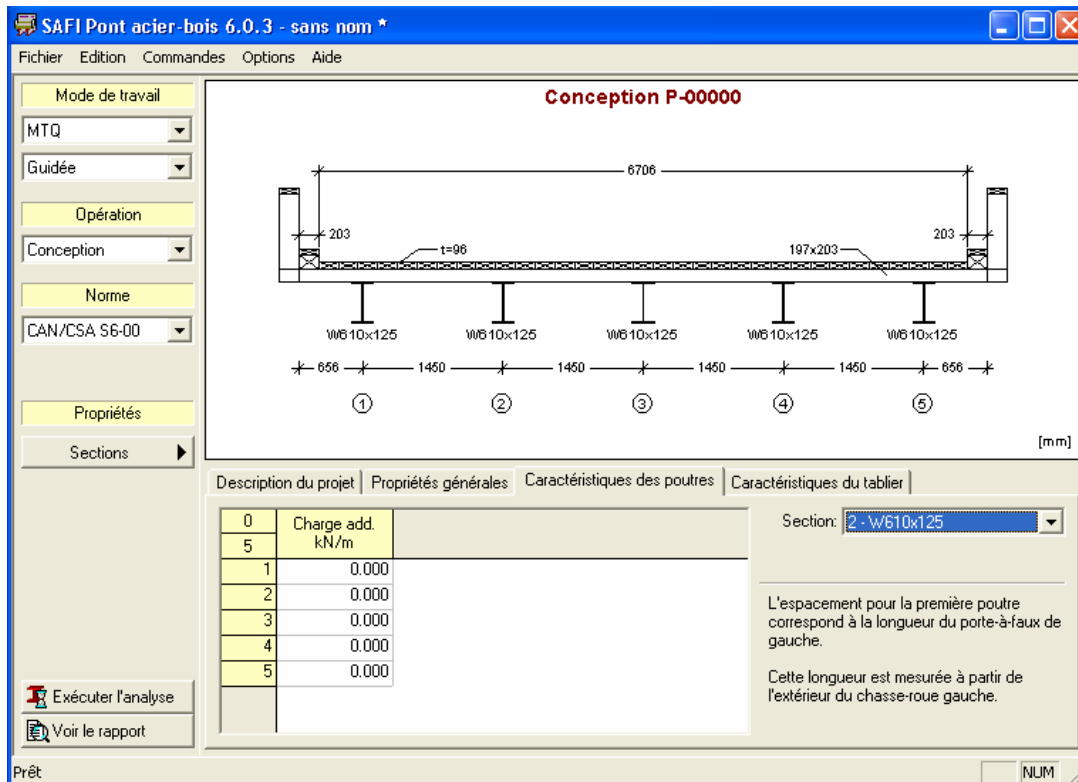 SAFI Pont acier-bois 6.0.3 - sans nom *
Fichier Edition Commandes Options Aide
Mode de travail
MTQ
Guidée
Opération
Conception
Norme
CAN/CSA S6-00
Propriétés
Sections
Exécuter l'analyse
Voir le rapport
Conception P-00000
6706
203 203
t=96 197x203
W610x125 W610x125 W610x125 W610x125 W610x125
656 1450 1450 1450 1450 656
1 2 3 4 5
[mm]
Description du projet Propriétés générales Caractéristiques des poutres Caractéristiques du tablier
0 Charge add.
5 kN/m
1 0.000
2 0.000
3 0.000
4 0.000
5 0.000
Section: 2 - W610x125
L'espacement pour la première poutre
correspond à la longueur du porte-à-faux de
gauche.
Cette longueur est mesurée à partir de
l'extérieur du chasse-roue gauche.
Prêt NUM